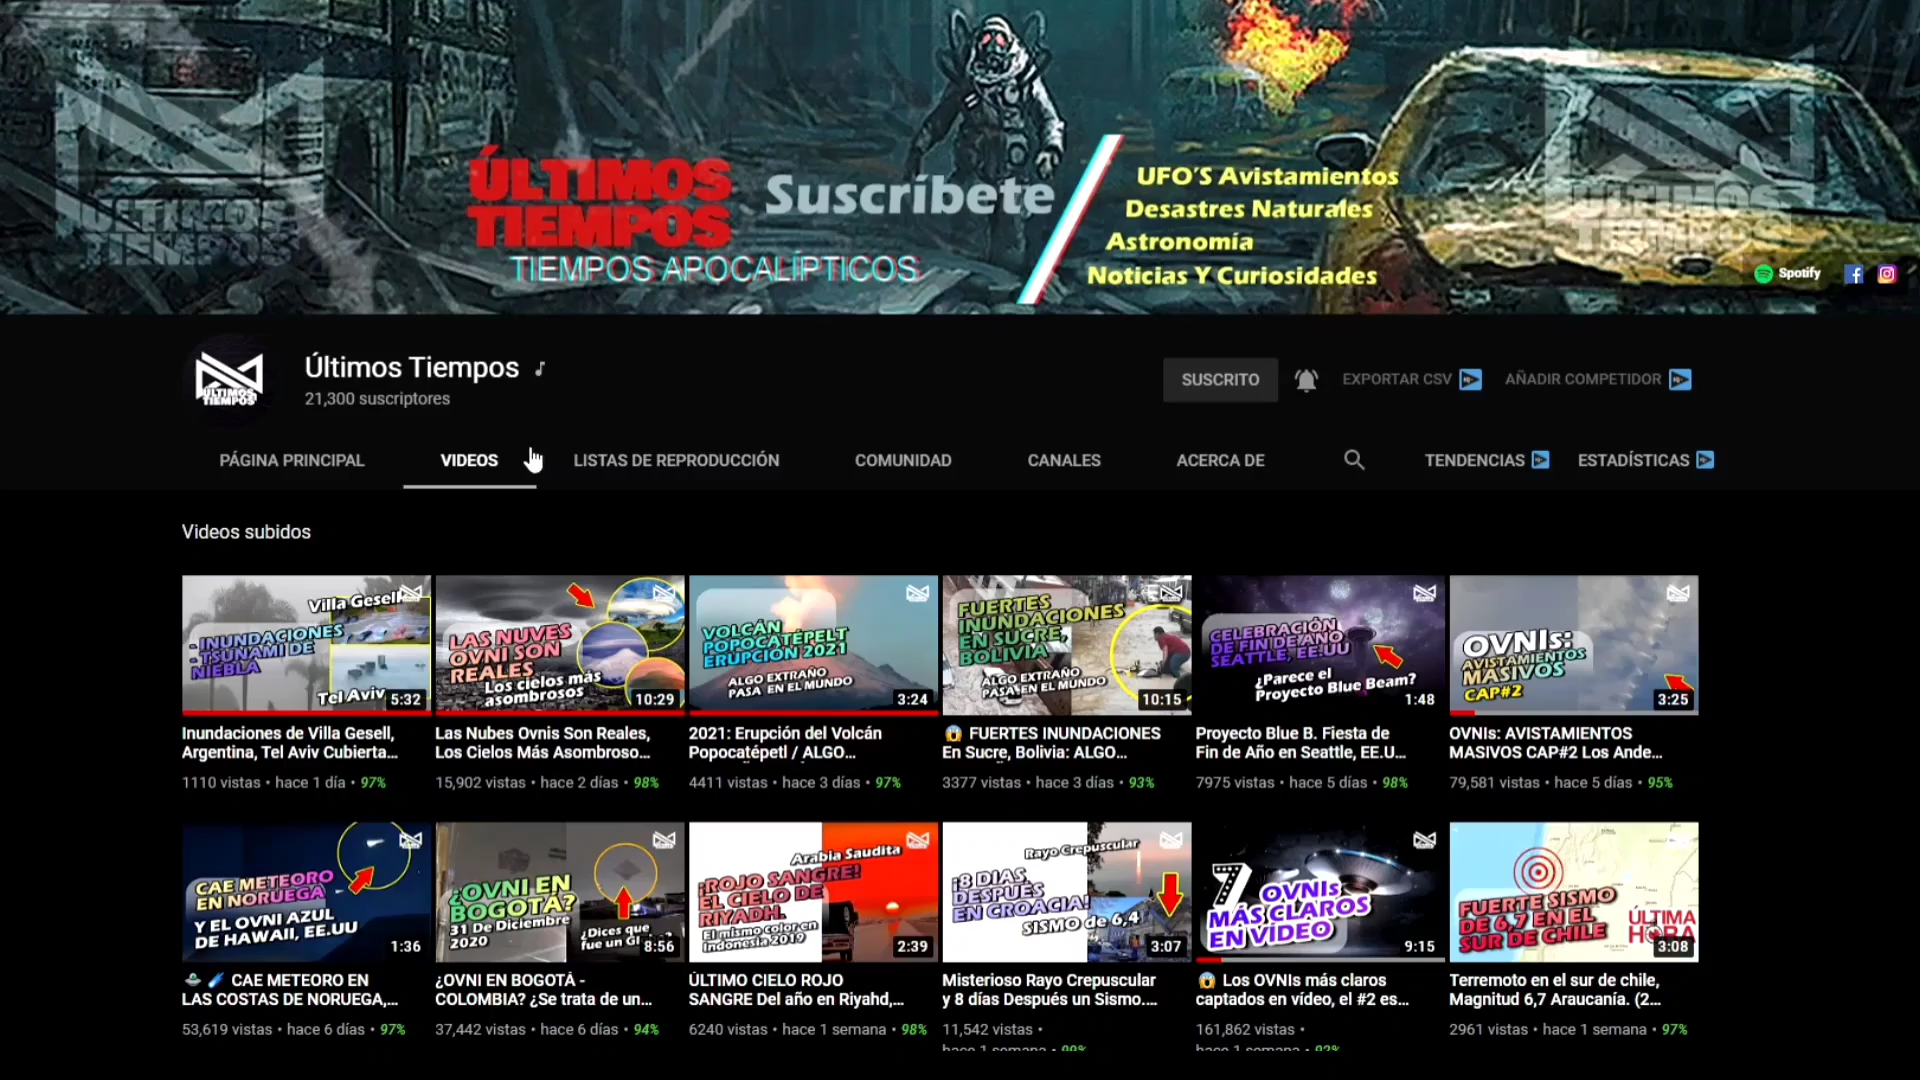 ÚLTIMOS
TIEMPOS
TIEMPOS APOCALÍPTICOS
Suscríbete
UFO'S Avistamientos
Desastres Naturales
Astronomía
Noticias Y Curiosidades
ÚLTIMOS
TIEMPOS
ÚLTIMOS
TIEMPOS
Spotify
ÚLTIMOS
TIEMPOS
Últimos Tiempos
21,300 suscriptores
SUSCRITO
EXPORTAR CSV
AÑADIR COMPETIDOR
PÁGINA PRINCIPAL
VIDEOS
LISTAS DE REPRODUCCIÓN
COMUNIDAD
CANALES
ACERCA DE
TENDENCIAS
ESTADÍSTICAS
Videos subidos
Villa Gesell
- INUNDACIONES
- TSUNAMI DE
NIEBLA
Tel Aviv
5:32
Inundaciones de Villa Gesell,
Argentina, Tel Aviv Cubierta...
1110 vistas • hace 1 día • 97%
LAS NUVES
OVNI SON
REALES
Los cielos más
asombrosos
10:29
Las Nubes Ovnis Son Reales,
Los Cielos Más Asombroso...
15,902 vistas • hace 2 días • 98%
VOLCÁN
POPOCATÉPELT
ERUPCIÓN 2021
ALGO EXTRAÑO
PASA EN EL MUNDO
3:24
2021: Erupción del Volcán
Popocatépetl / ALGO...
4411 vistas • hace 3 días • 97%
FUERTES
INUNDACIONES
EN SUCRE,
BOLIVIA
ALGO EXTRAÑO
PASA EN EL MUNDO
10:15
😱 FUERTES INUNDACIONES
En Sucre, Bolivia: ALGO...
3377 vistas • hace 3 días • 93%
CELEBRACIÓN
DE FIN DE AÑO
SEATTLE, EE.UU
¿Parece el
Proyecto Blue Beam?
1:48
Proyecto Blue B. Fiesta de
Fin de Año en Seattle, EE.U...
7975 vistas • hace 5 días • 98%
OVNIs:
AVISTAMIENTOS
MASIVOS
CAP#2
3:25
OVNIs: AVISTAMIENTOS
MASIVOS CAP#2 Los Ande...
79,581 vistas • hace 5 días • 95%
CAE METEORO
EN NORUEGA
Y EL OVNI AZUL
DE HAWAII, EE.UU
1:36
🛸 ☄️ CAE METEORO EN
LAS COSTAS DE NORUEGA,...
53,619 vistas • hace 6 días • 97%
¿OVNI EN
BOGOTÁ?
31 De Diciembre
2020
¿Dices que
fue un
8:56
¿OVNI EN BOGOTÁ -
COLOMBIA? ¿Se trata de un...
37,442 vistas • hace 6 días • 94%
Arabia Saudita
¡ROJO SANGRE!
EL CIELO DE
RIYADH.
El mismo color en
Indonesia 2019
2:39
ÚLTIMO CIELO ROJO
SANGRE Del año en Riyahd,...
6240 vistas • hace 1 semana • 98%
Rayo Crepuscular
¡8 DIAS
DESPUÉS
EN CROACIA!
SISMO de 6,4
3:07
Misterioso Rayo Crepuscular
y 8 días Después un Sismo....
11,542 vistas •
hace 1 semana • 99%
7 OVNIs
MÁS CLAROS
EN VÍDEO
9:15
😱 Los OVNIs más claros
captados en vídeo, el #2 es...
161,862 vistas •
hace 1 semana • 92%
FUERTE SISMO
DE 6,7 EN EL
SUR DE CHILE
ÚLTIMA
HORA
3:08
Terremoto en el sur de chile,
Magnitud 6,7 Araucanía. (2...
2961 vistas • hace 1 semana • 97%